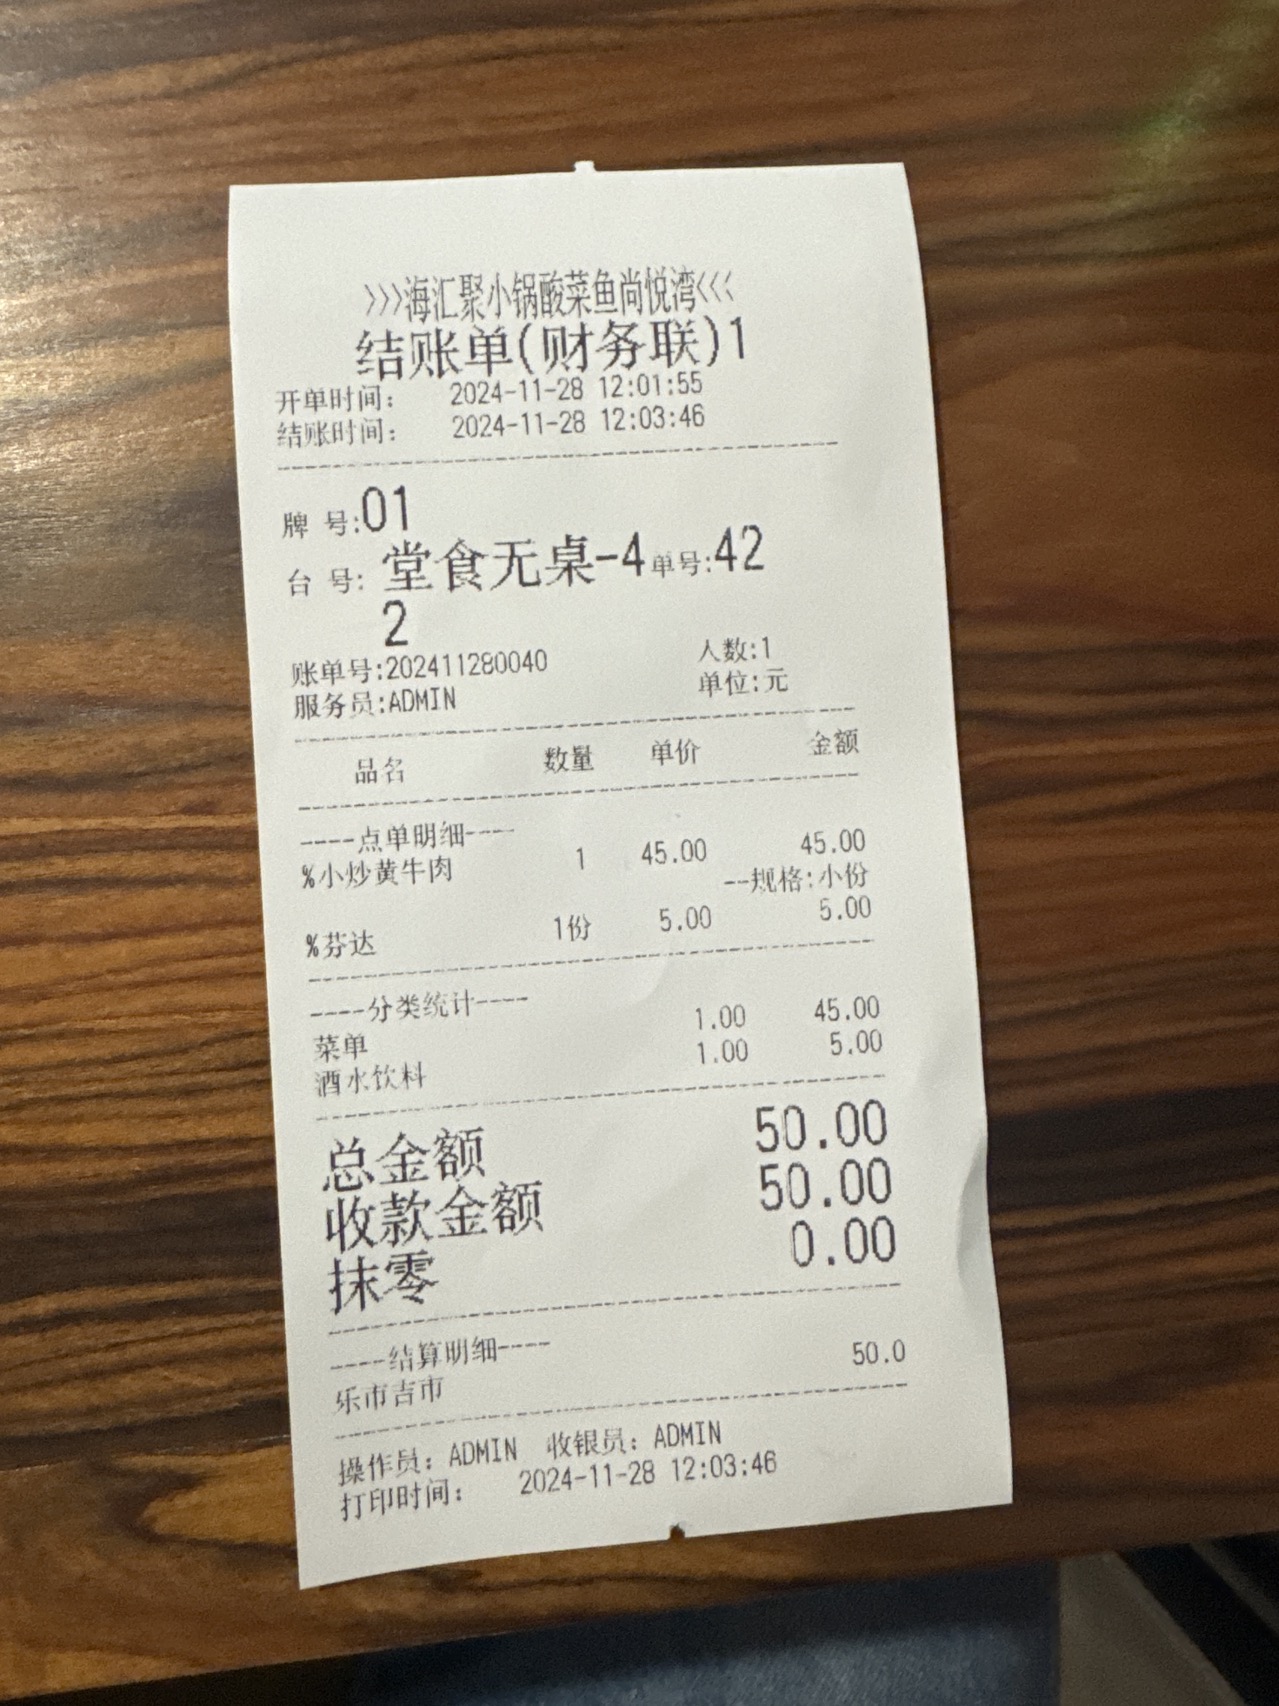 >>>海汇聚小锅酸菜鱼尚悦湾<<<
结账单(财务联)1
开单时间: 2024-11-28 12:01:55
结账时间: 2024-11-28 12:03:46
牌 号:01
台 号: 堂食无桌-4 单号:42
2
账单号:202411280040 人数:1
服务员:ADMIN 单位:元
品名 数量 单价 金额
----点单明细----
%小炒黄牛肉 1 45.00 45.00
--规格:小份
%芬达 1份 5.00 5.00
----分类统计----
菜单 1.00 45.00
酒水饮料 1.00 5.00
总金额 50.00
收款金额 50.00
抹零 0.00
----结算明细----
乐市吉市 50.0
操作员: ADMIN 收银员: ADMIN
打印时间: 2024-11-28 12:03:46